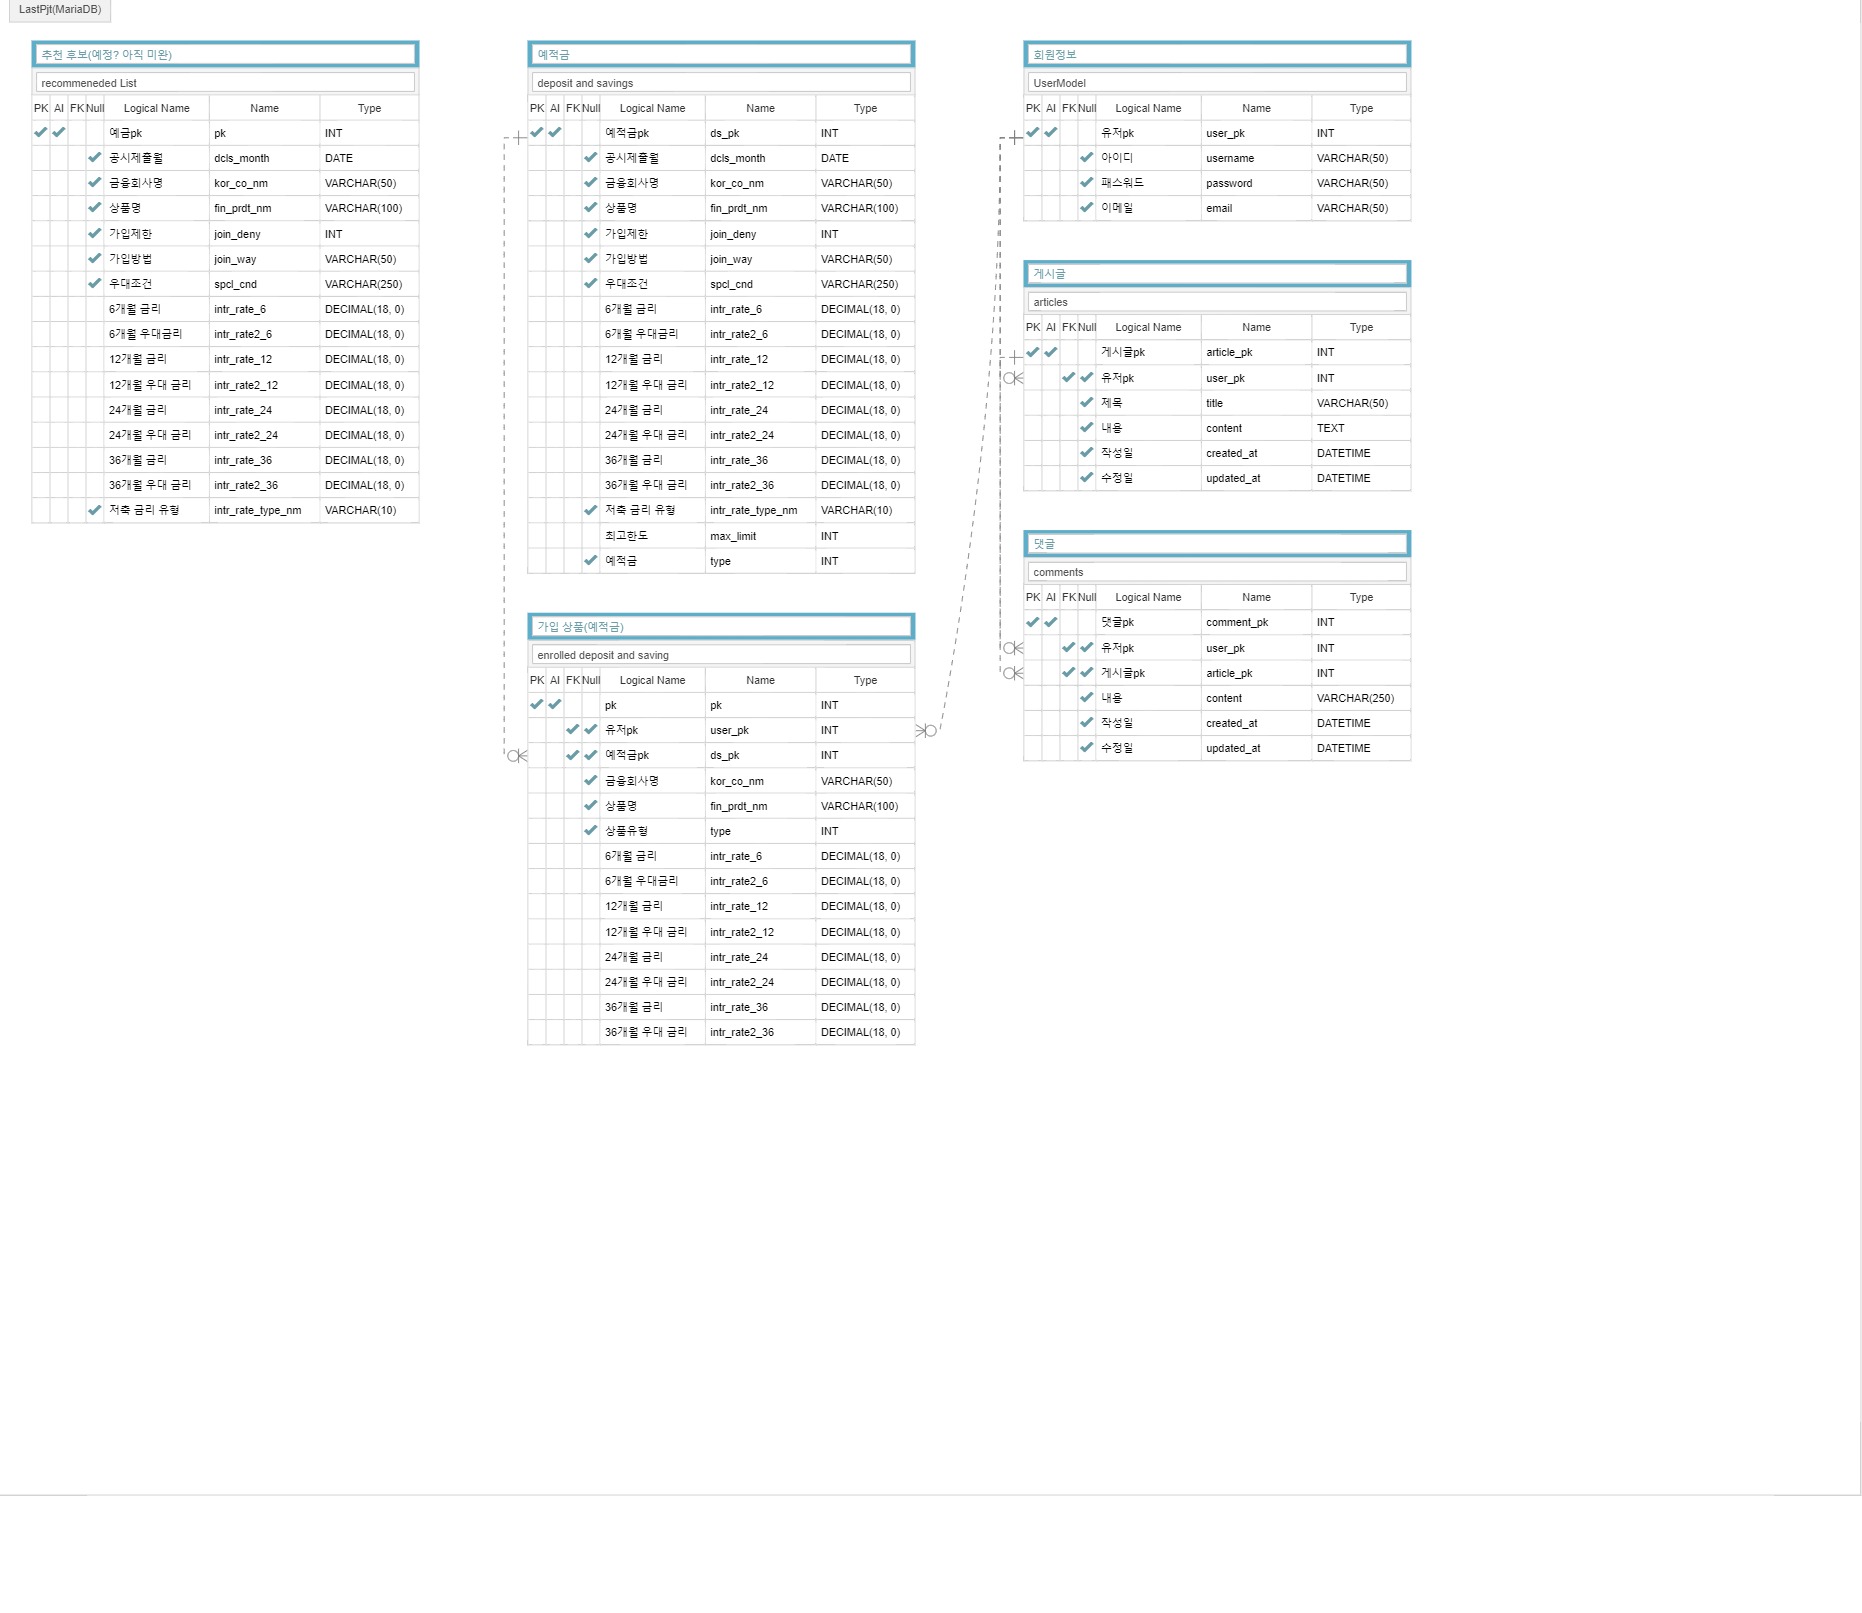 LastPjt(MariaDB)
추천 후보(예정? 아직 미완)
recommeneded List
PK AI FK Null Logical Name Name Type
예금pk pk INT
공시제출월 dcls_month DATE
금융회사명 kor_co_nm VARCHAR(50)
상품명 fin_prdt_nm VARCHAR(100)
가입제한 join_deny INT
가입방법 join_way VARCHAR(50)
우대조건 spcl_cnd VARCHAR(250)
6개월 금리 intr_rate_6 DECIMAL(18, 0)
6개월 우대금리 intr_rate2_6 DECIMAL(18, 0)
12개월 금리 intr_rate_12 DECIMAL(18, 0)
12개월 우대 금리 intr_rate2_12 DECIMAL(18, 0)
24개월 금리 intr_rate_24 DECIMAL(18, 0)
24개월 우대 금리 intr_rate2_24 DECIMAL(18, 0)
36개월 금리 intr_rate_36 DECIMAL(18, 0)
36개월 우대 금리 intr_rate2_36 DECIMAL(18, 0)
저축 금리 유형 intr_rate_type_nm VARCHAR(10)
예적금
deposit and savings
PK AI FK Null Logical Name Name Type
예적금pk ds_pk INT
공시제출월 dcls_month DATE
금융회사명 kor_co_nm VARCHAR(50)
상품명 fin_prdt_nm VARCHAR(100)
가입제한 join_deny INT
가입방법 join_way VARCHAR(50)
우대조건 spcl_cnd VARCHAR(250)
6개월 금리 intr_rate_6 DECIMAL(18, 0)
6개월 우대금리 intr_rate2_6 DECIMAL(18, 0)
12개월 금리 intr_rate_12 DECIMAL(18, 0)
12개월 우대 금리 intr_rate2_12 DECIMAL(18, 0)
24개월 금리 intr_rate_24 DECIMAL(18, 0)
24개월 우대 금리 intr_rate2_24 DECIMAL(18, 0)
36개월 금리 intr_rate_36 DECIMAL(18, 0)
36개월 우대 금리 intr_rate2_36 DECIMAL(18, 0)
저축 금리 유형 intr_rate_type_nm VARCHAR(10)
최고한도 max_limit INT
예적금 type INT
가입 상품(예적금)
enrolled deposit and saving
PK AI FK Null Logical Name Name Type
pk pk INT
유저pk user_pk INT
예적금pk ds_pk INT
금융회사명 kor_co_nm VARCHAR(50)
상품명 fin_prdt_nm VARCHAR(100)
상품유형 type INT
6개월 금리 intr_rate_6 DECIMAL(18, 0)
6개월 우대금리 intr_rate2_6 DECIMAL(18, 0)
12개월 금리 intr_rate_12 DECIMAL(18, 0)
12개월 우대 금리 intr_rate2_12 DECIMAL(18, 0)
24개월 금리 intr_rate_24 DECIMAL(18, 0)
24개월 우대 금리 intr_rate2_24 DECIMAL(18, 0)
36개월 금리 intr_rate_36 DECIMAL(18, 0)
36개월 우대 금리 intr_rate2_36 DECIMAL(18, 0)
회원정보
UserModel
PK AI FK Null Logical Name Name Type
유저pk user_pk INT
아이디 username VARCHAR(50)
패스워드 password VARCHAR(50)
이메일 email VARCHAR(50)
게시글
articles
PK AI FK Null Logical Name Name Type
게시글pk article_pk INT
유저pk user_pk INT
제목 title VARCHAR(50)
내용 content TEXT
작성일 created_at DATETIME
수정일 updated_at DATETIME
댓글
comments
PK AI FK Null Logical Name Name Type
댓글pk comment_pk INT
유저pk user_pk INT
게시글pk article_pk INT
내용 content VARCHAR(250)
작성일 created_at DATETIME
수정일 updated_at DATETIME